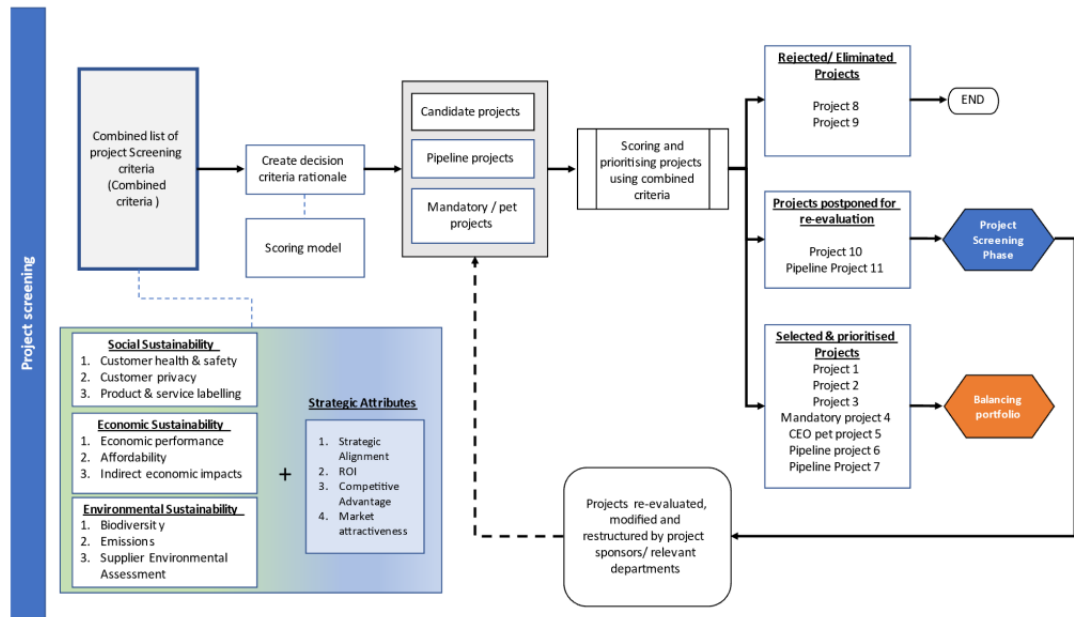 Project screening
Combined list of
project Screening
criteria
(Combined
criteria )
Create decision
criteria rationale
Scoring model
Candidate projects
Pipeline projects
Mandatory / pet
projects
Scoring and
prioritising projects
using combined
criteria
Rejected/ Eliminated
Projects
Project 8
Project 9
END
Projects postponed for
re-evaluation
Project 10
Pipeline Project 11
Project
Screening
Phase
Selected & prioritised
Projects
Project 1
Project 2
Project 3
Mandatory project 4
CEO pet project 5
Pipeline project 6
Pipeline Project 7
Balancing
portfolio
Social Sustainability
1. Customer health & safety
2. Customer privacy
3. Product & service labelling
Economic Sustainability
1. Economic performance
2. Affordability
3. Indirect economic impacts
Environmental Sustainability
1. Biodiversity
2. Emissions
3. Supplier Environmental
Assessment
+
Strategic Attributes
1. Strategic
Alignment
2. ROI
3. Competitive
Advantage
4. Market
attractiveness
Projects re-evaluated,
modified and
restructured by project
sponsors/ relevant
departments